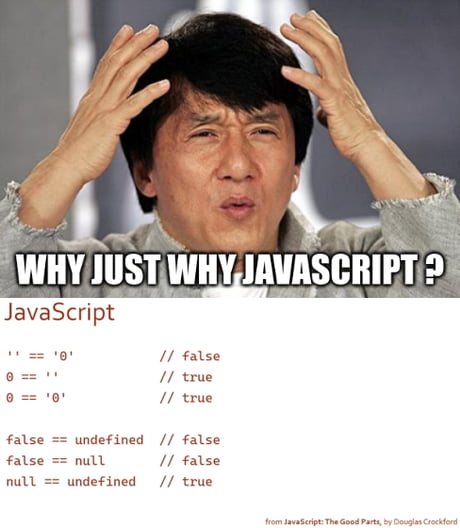 WHY JUST WHY JAVASCRIPT ?
JavaScript
'' == '0' // false
0 == '' // true
0 == '0' // true
false == undefined // false
false == null // false
null == undefined // true
from JavaScript: The Good Parts, by Douglas Crockford